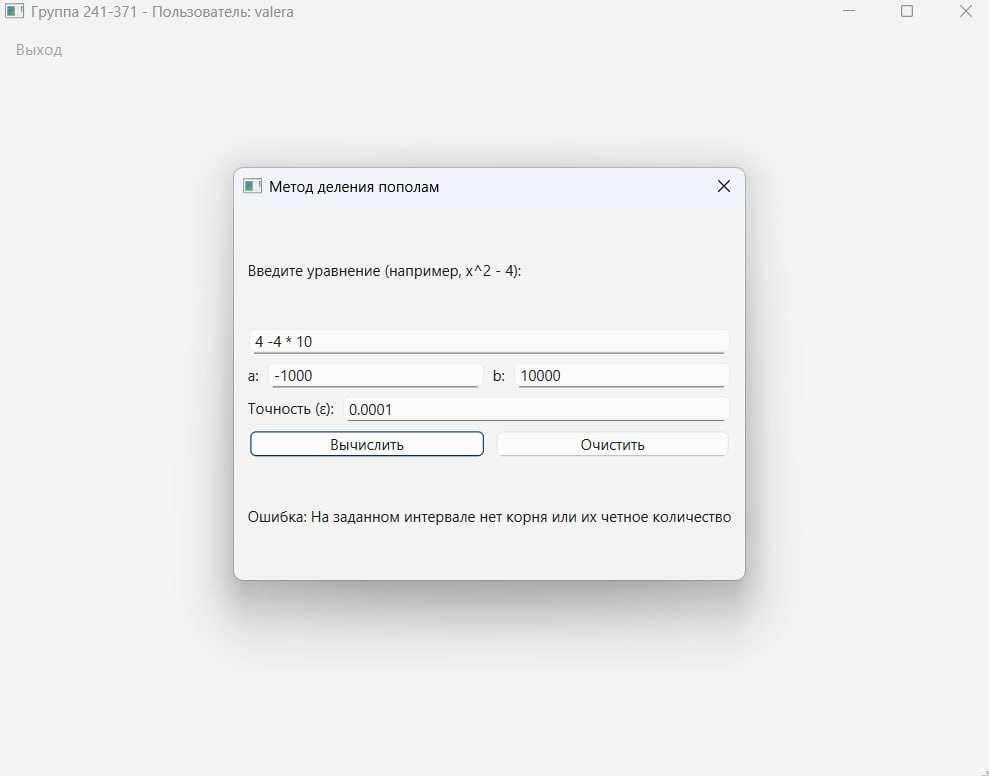 Группа 241-371 - Пользователь: valera
Выход
Метод деления пополам
Введите уравнение (например, x^2 - 4):
4 -4 * 10
a: -1000 b: 10000
Точность (ε): 0.0001
Вычислить Очистить
Ошибка: На заданном интервале нет корня или их четное количество